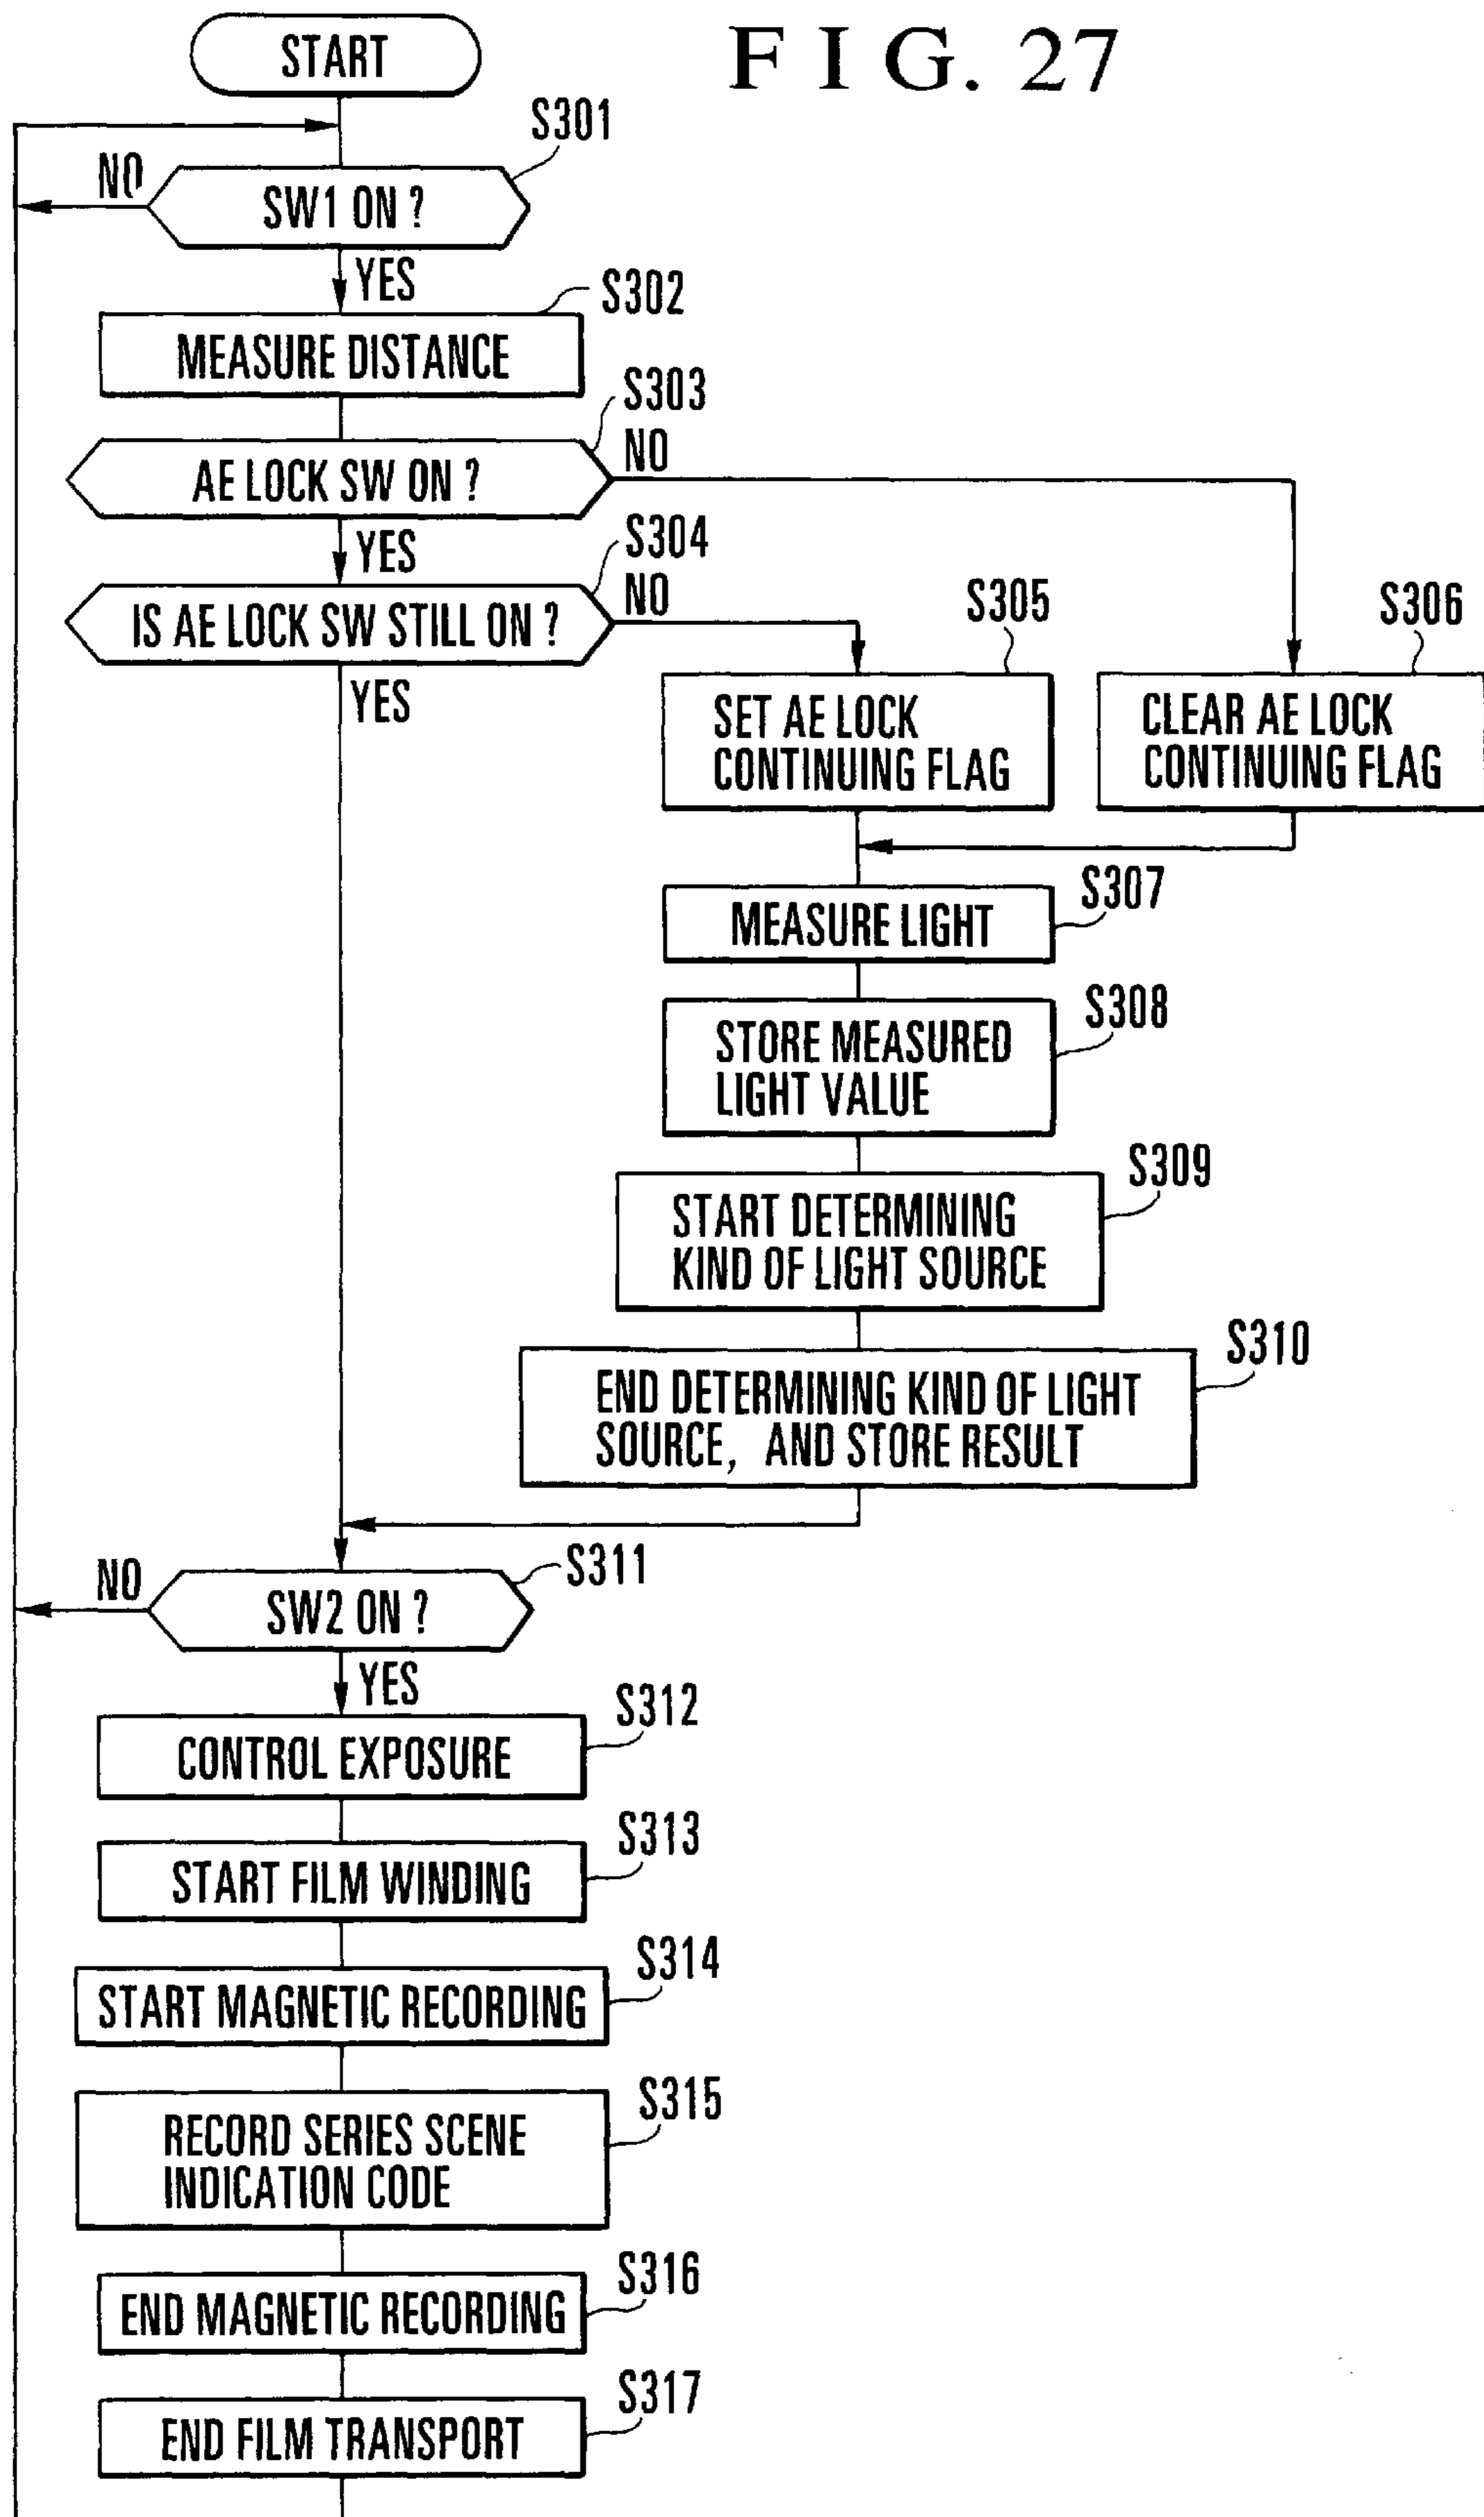 START
FIG. 27
S301
NO
SW1 ON ?
YES
S302
MEASURE DISTANCE
S303
NO
AE LOCK SW ON ?
YES
S304
NO
IS AE LOCK SW STILL ON ?
YES
S305
SET AE LOCK
CONTINUING FLAG
S306
CLEAR AE LOCK
CONTINUING FLAG
S307
MEASURE LIGHT
S308
STORE MEASURED
LIGHT VALUE
S309
START DETERMINING
KIND OF LIGHT SOURCE
S310
END DETERMINING KIND OF LIGHT
SOURCE, AND STORE RESULT
S311
NO
SW2 ON ?
YES
S312
CONTROL EXPOSURE
S313
START FILM WINDING
S314
START MAGNETIC RECORDING
S315
RECORD SERIES SCENE
INDICATION CODE
S316
END MAGNETIC RECORDING
S317
END FILM TRANSPORT